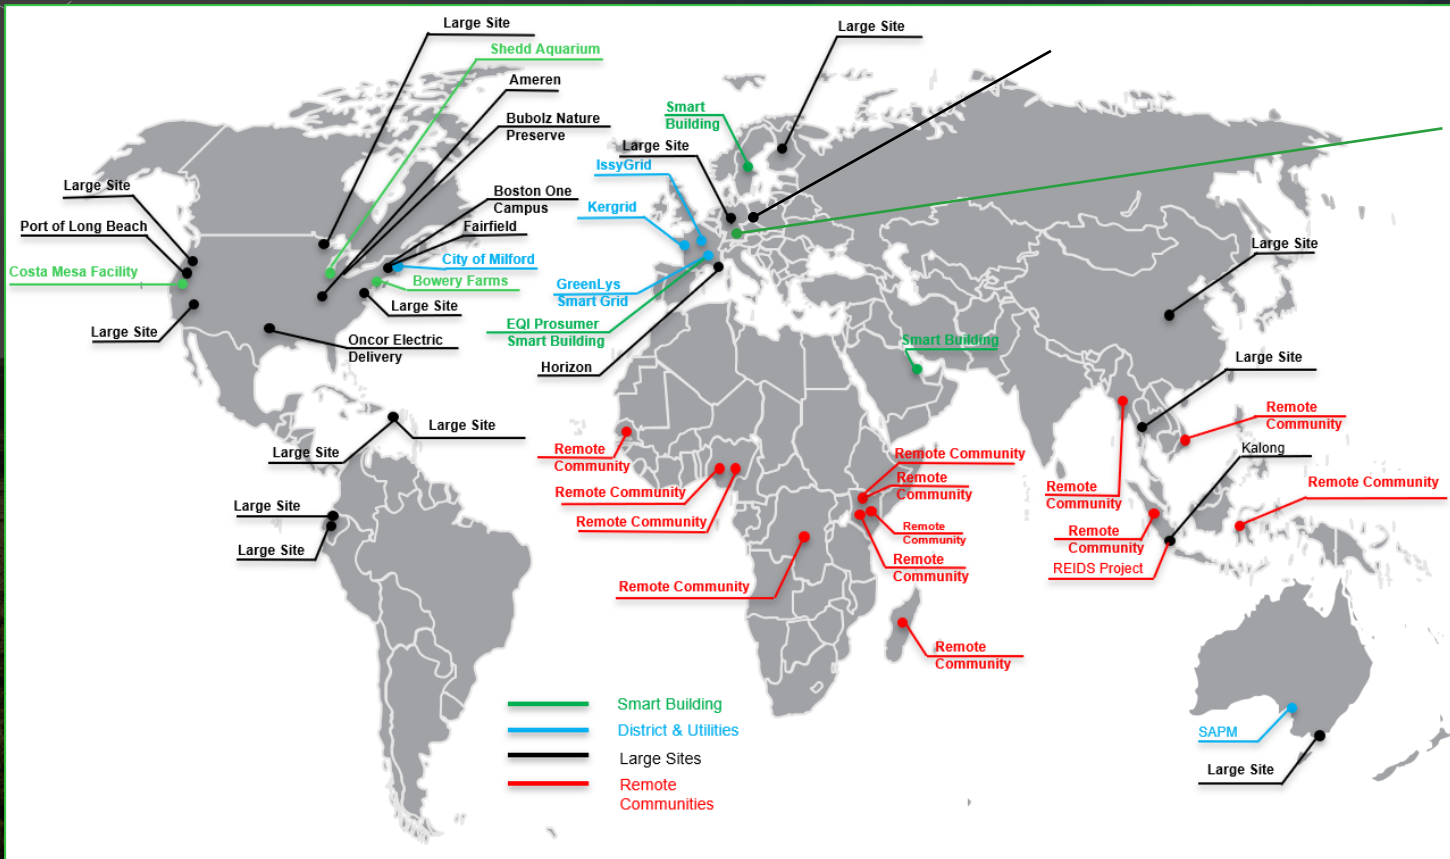 Large Site
Shedd Aquarium
Ameren
Bubolz Nature
Preserve
Large Site
Port of Long Beach
Costa Mesa Facility
Large Site
Boston One
Campus
Fairfield
City of Milford
Bowery Farms
Large Site
Oncor Electric
Delivery
Large Site
Large Site
Large Site
Large Site
Large Site
Smart
Building
Large Site
IssyGrid
Kergrid
GreenLys
Smart Grid
EQI Prosumer
Smart Building
Horizon
Smart Building
Remote
Community
Remote Community
Remote Community
Remote Community
Remote Community
Remote
Community
Remote
Community
Remote
Community
Remote
Community
Large Site
Large Site
Remote
Community
Kalong
Remote Community
Remote
Community
Remote
Community
REIDS Project
SAPM
Large Site
Smart Building
District & Utilities
Large Sites
Remote
Communities